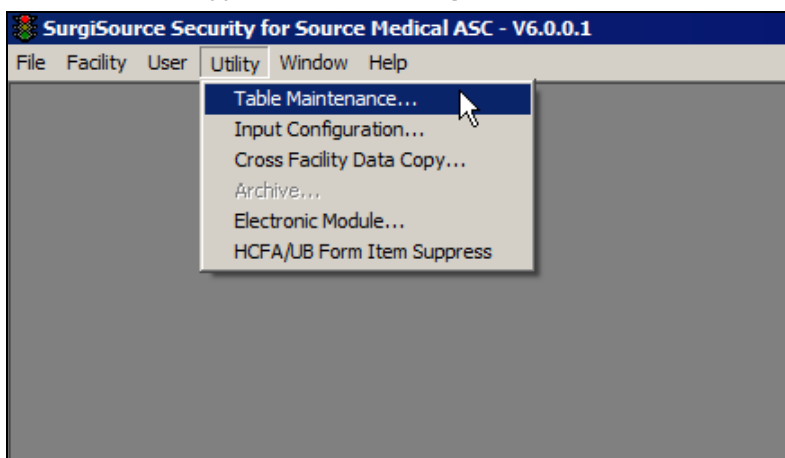 SurgiSource Security for Source Medical ASC - V6.0.0.1
File Facility User Utility Window Help
Table Maintenance...
Input Configuration...
Cross Facility Data Copy...
Archive...
Electronic Module...
HCFA/UB Form Item Suppress